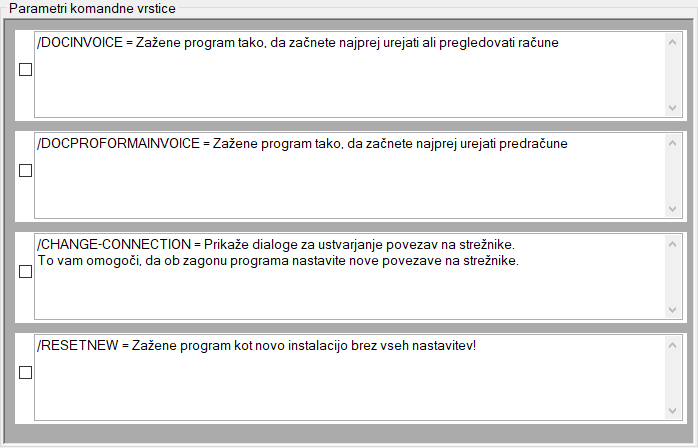 Parametri komandne vrstice
/DOCINVOICE = Zažene program tako, da začnete najprej urejati ali pregledovati račune
/DOCPROFORMAINVOICE = Zažene program tako, da začnete najprej urejati predračune
/CHANGE-CONNECTION = Prikaže dialoge za ustvarjanje povezav na strežnike.
To vam omogoči, da ob zagonu programa nastavite nove povezave na strežnike.
/RESETNEW = Zažene program kot novo instalacijo brez vseh nastavitev!